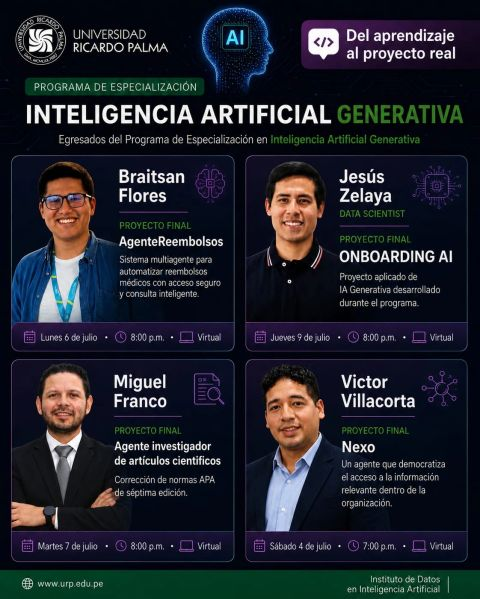 UNIVERSIDAD
RICARDO PALMA
AI
</>
Del aprendizaje
al proyecto real
PROGRAMA DE ESPECIALIZACIÓN
INTELIGENCIA ARTIFICIAL GENERATIVA
Egresados del Programa de Especialización en Inteligencia Artificial Generativa
Braitsan
Flores
PROYECTO FINAL
AgenteReembolsos
Sistema multiagente para
automatizar reembolsos
médicos con acceso seguro
y consulta inteligente.
Lunes 6 de julio • 8:00 p.m. • Virtual
Jesús
Zelaya
DATA SCIENTIST
PROYECTO FINAL
ONBOARDING AI
Proyecto aplicado de
IA Generativa desarrollado
durante el programa.
Jueves 9 de julio • 8:00 p.m. • Virtual
Miguel
Franco
PROYECTO FINAL
Agente investigador
de artículos científicos
Corrección de normas APA
de séptima edición.
Martes 7 de julio • 8:00 p.m. • Virtual
Victor
Villacorta
PROYECTO FINAL
Nexo
Un agente que democratiza
el acceso a la información
relevante dentro de la
organización.
Sábado 4 de julio • 7:00 p.m. • Virtual
www.urp.edu.pe
Instituto de Datos
en Inteligencia Artificial